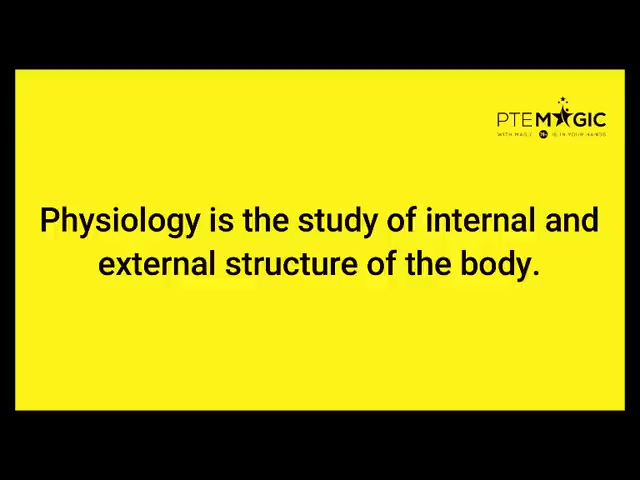 PTEMAGIC
Physiology is the study of internal and
external structure of the body.